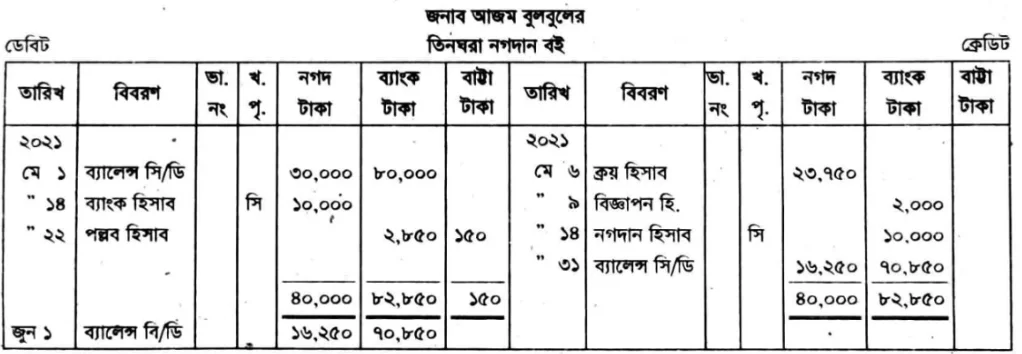 জনাব আজম বুলবুলের
ডেবিট তিনঘরা নগদান বই ক্রেডিট
তারিখ বিবরণ ভা. নং খ. পৃ. নগদ টাকা ব্যাংক টাকা বাট্টা টাকা তারিখ বিবরণ ভা. নং খ. পৃ. নগদ টাকা ব্যাংক টাকা বাট্টা টাকা
২০২১ ২০২১
মে ১ ব্যালেন্স সি/ডি ৩০,০০০ ৮০,০০০ মে ৬ ক্রয় হিসাব ২৩,৭৫০
" ১৪ ব্যাংক হিসাব সি ১০,০০০ " ৯ বিজ্ঞাপন হি. ২,০০০
" ২২ পল্লব হিসাব ২,৮৫০ ১৫০ " ১৪ নগদান হিসাব সি ১০,০০০
" ৩১ ব্যালেন্স সি/ডি ১৬,২৫০ ৭০,৮৫০
৪০,০০০ ৮২,৮৫০ ১৫০ ৪০,০০০ ৮২,৮৫০
জুন ১ ব্যালেন্স বি/ডি ১৬,২৫০ ৭০,৮৫০